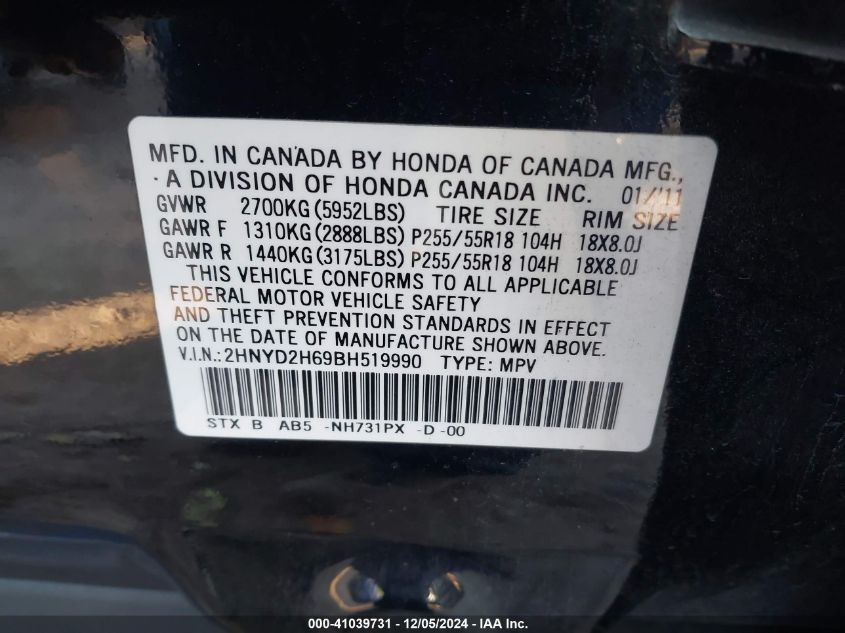 MFD. IN CANADA BY HONDA OF CANADA MFG.,
A DIVISION OF HONDA CANADA INC. 01/'11
GVWR 2700KG(5952LBS) TIRE SIZE RIM SIZE
GAWR F 1310KG(2888LBS) P255/55R18 104H 18X8.0J
GAWR R 1440KG(3175LBS) P255/55R18 104H 18X8.0J
THIS VEHICLE CONFORMS TO ALL APPLICABLE
FEDERAL MOTOR VEHICLE SAFETY
AND THEFT PREVENTION STANDARDS IN EFFECT
ON THE DATE OF MANUFACTURE SHOWN ABOVE.
V.I.N.:2HNYD2H69BH519990 TYPE: MPV
STX B AB5 -NH731PX -D-00
000-41039731 - 12/05/2024 - IAA Inc.